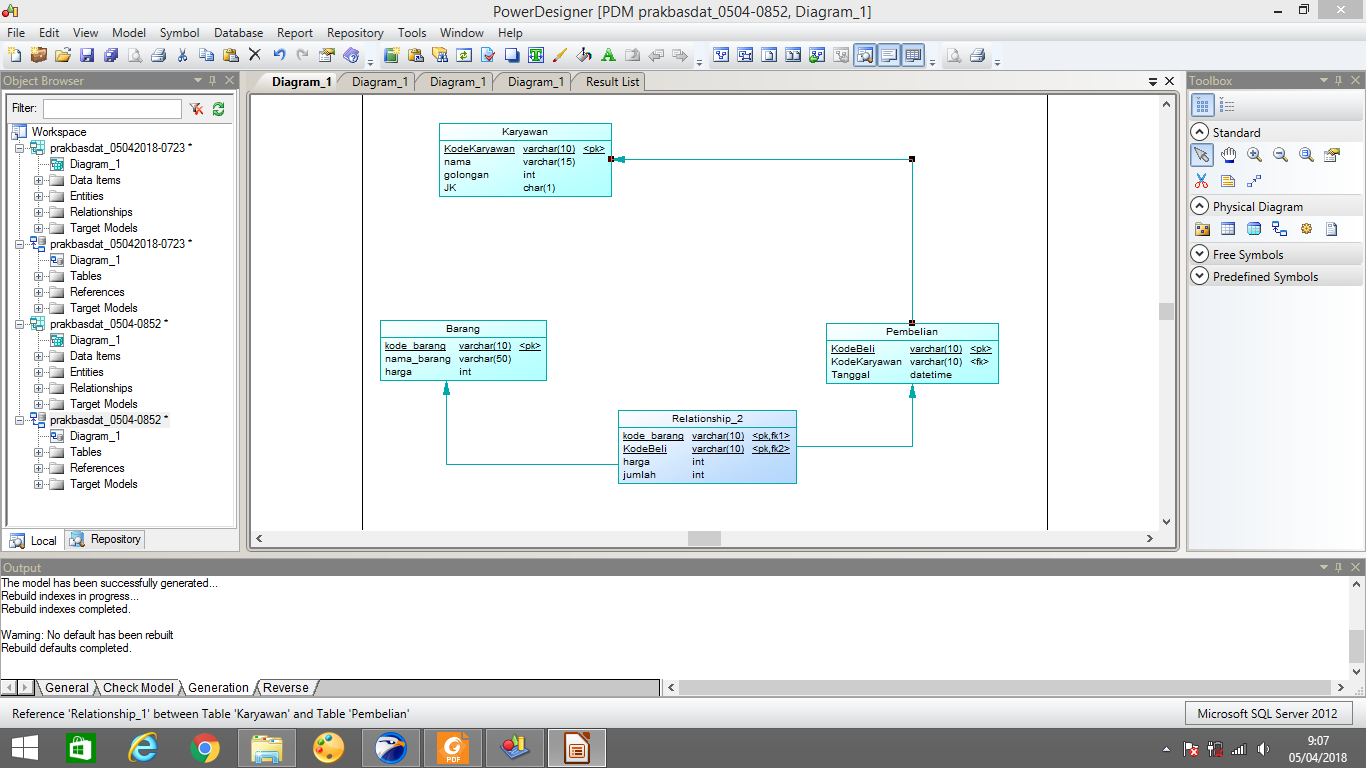 PowerDesigner [PDM prakbasdat_0504-0852, Diagram_1]
File Edit View Model Symbol Database Report Repository Tools Window Help
Object Browser
Filter:
Workspace
prakbasdat_05042018-0723 *
Diagram_1
Data Items
Entities
Relationships
Target Models
prakbasdat_05042018-0723 *
Diagram_1
Tables
References
Target Models
prakbasdat_0504-0852 *
Diagram_1
Data Items
Entities
Relationships
Target Models
prakbasdat_0504-0852 *
Diagram_1
Tables
References
Target Models
Local Repository
Diagram_1 Diagram_1 Diagram_1 Diagram_1 Result List
Karyawan
KodeKaryawan varchar(10) <pk>
nama varchar(15)
golongan int
JK char(1)
Barang
kode_barang varchar(10) <pk>
nama_barang varchar(50)
harga int
Pembelian
KodeBeli varchar(10) <pk>
KodeKaryawan varchar(10) <fk>
Tanggal datetime
Relationship_2
kode_barang varchar(10) <pk,fk1>
KodeBeli varchar(10) <pk,fk2>
harga int
jumlah int
Toolbox
Standard
Physical Diagram
Free Symbols
Predefined Symbols
Output
The model has been successfully generated...
Rebuild indexes in progress...
Rebuild indexes completed.
Warning: No default has been rebuilt
Rebuild defaults completed.
General Check Model Generation Reverse
Reference 'Relationship_1' between Table 'Karyawan' and Table 'Pembelian'
Microsoft SQL Server 2012
PDF
9:07
05/04/2018